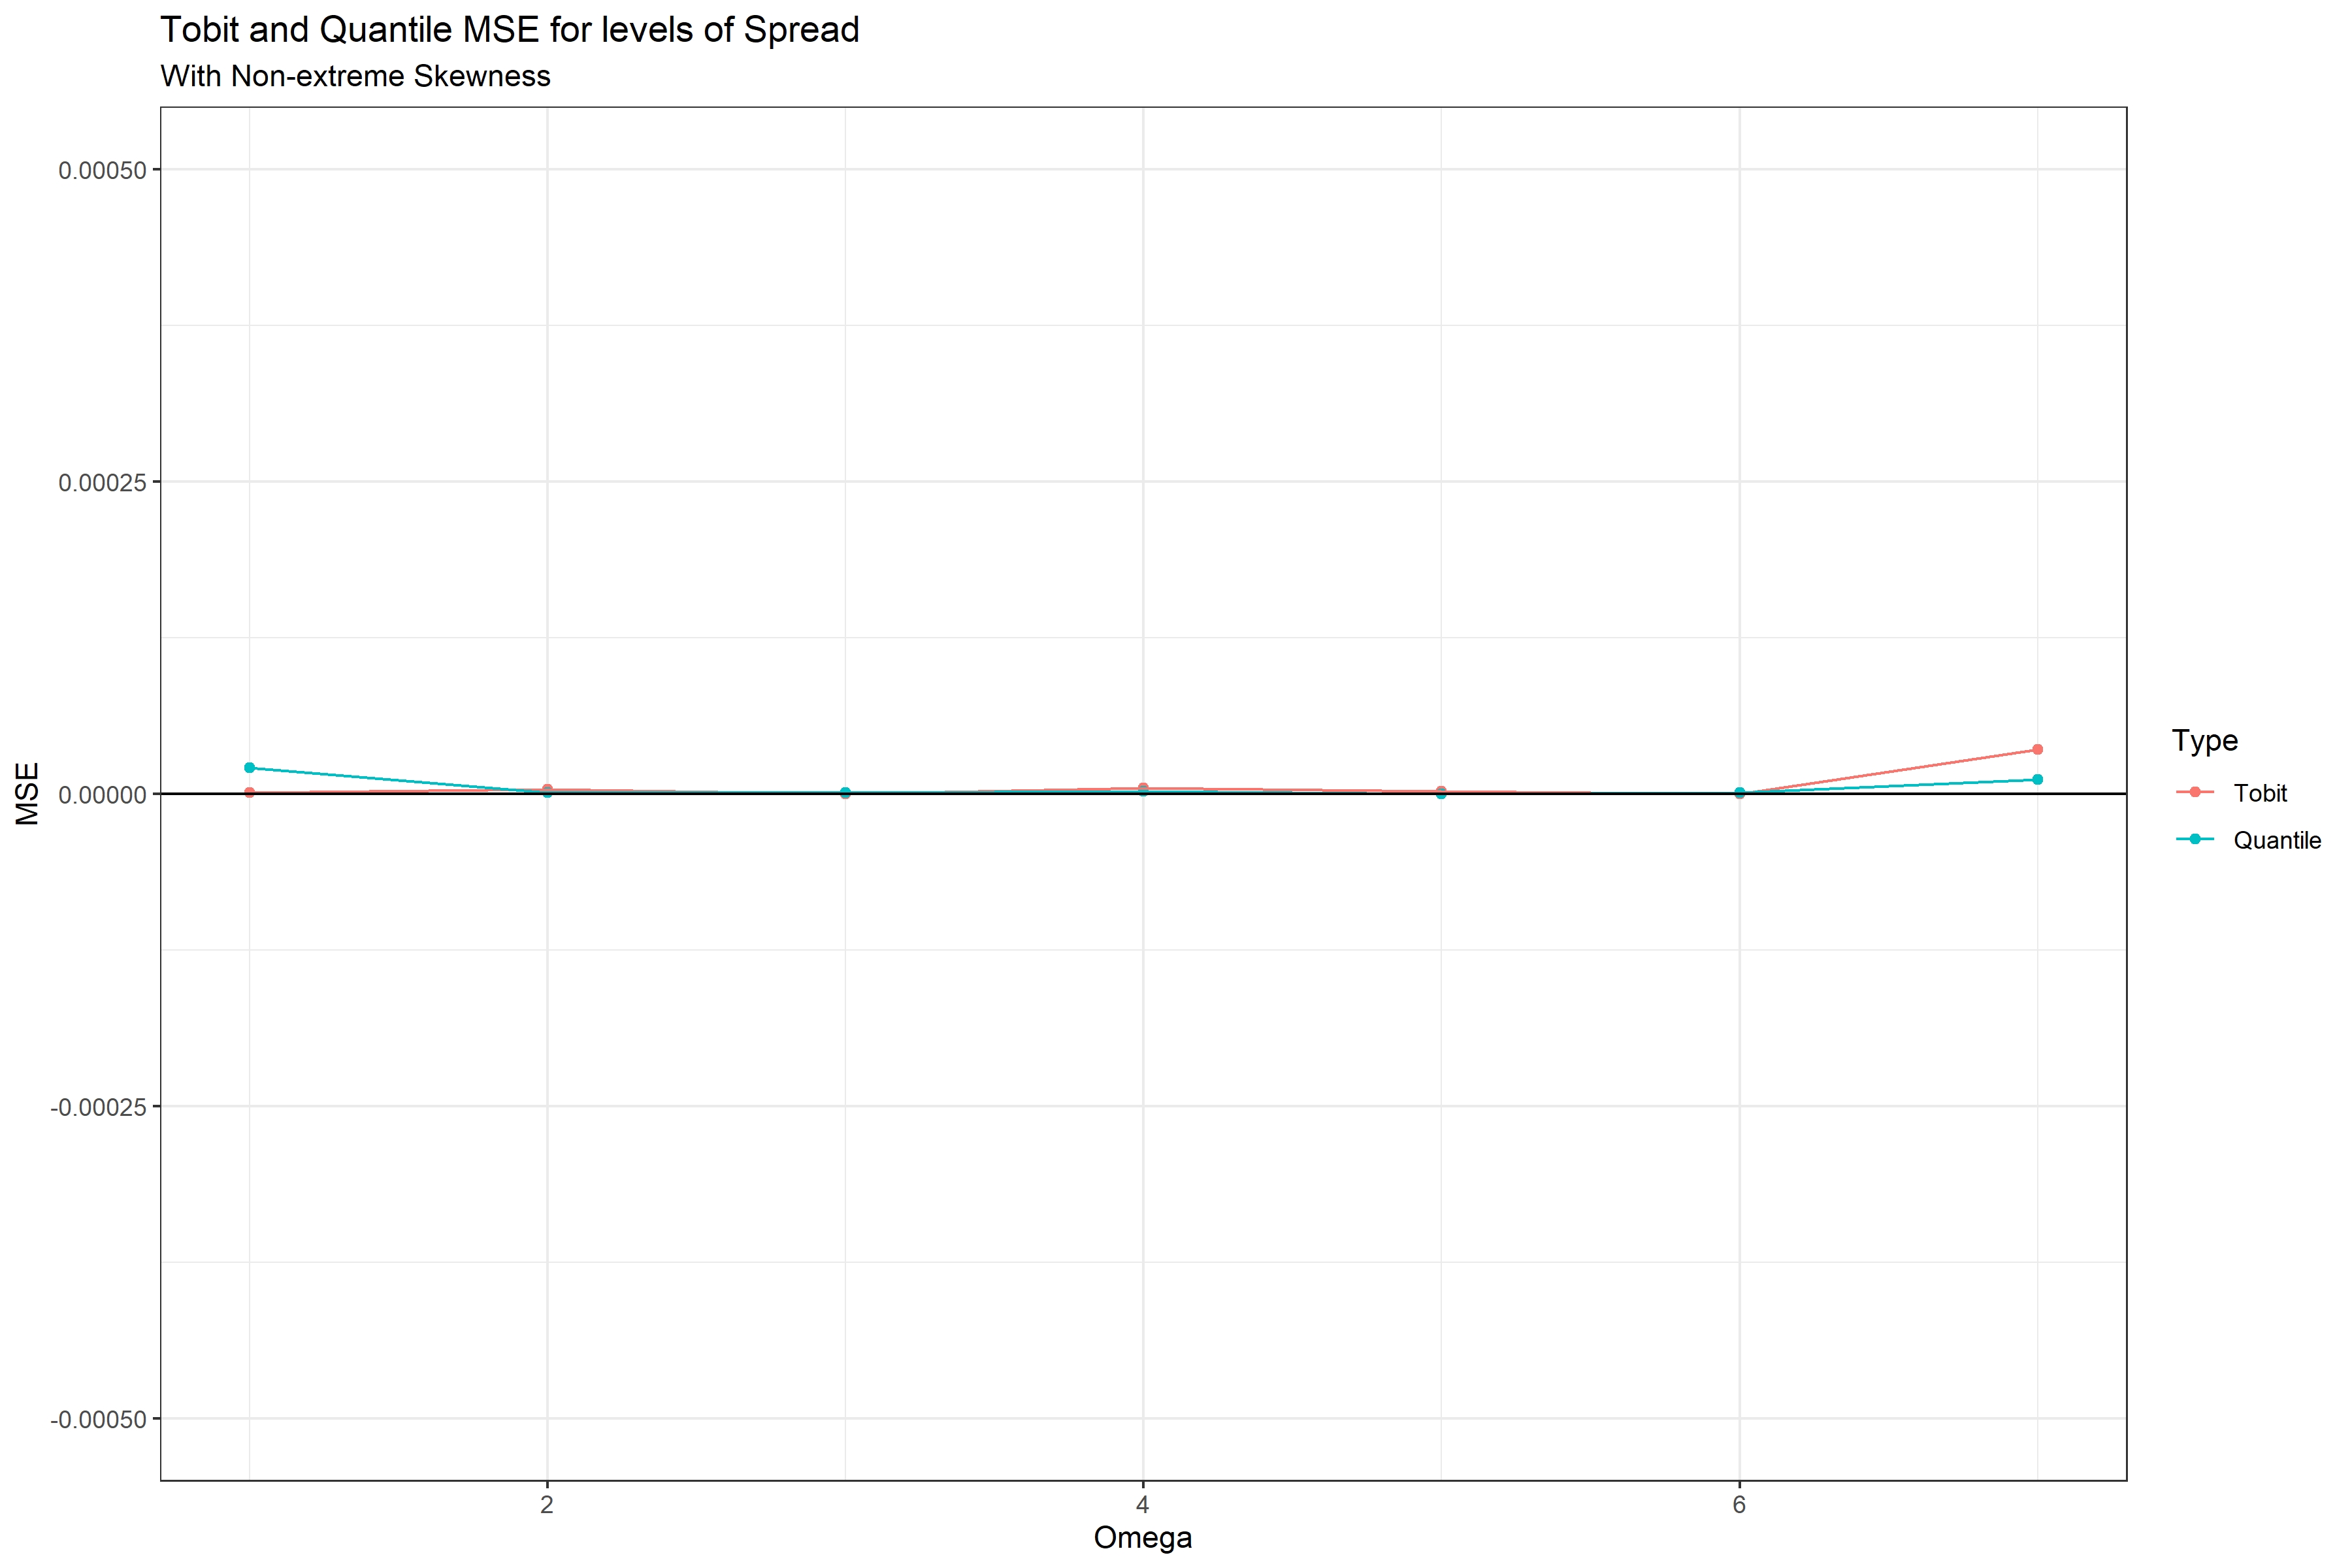 Tobit and Quantile MSE for levels of Spread
With Non-extreme Skewness
0.00050
0.00025
0.00000
-0.00025
-0.00050
MSE
2
4
6
Omega
Type
Tobit
Quantile